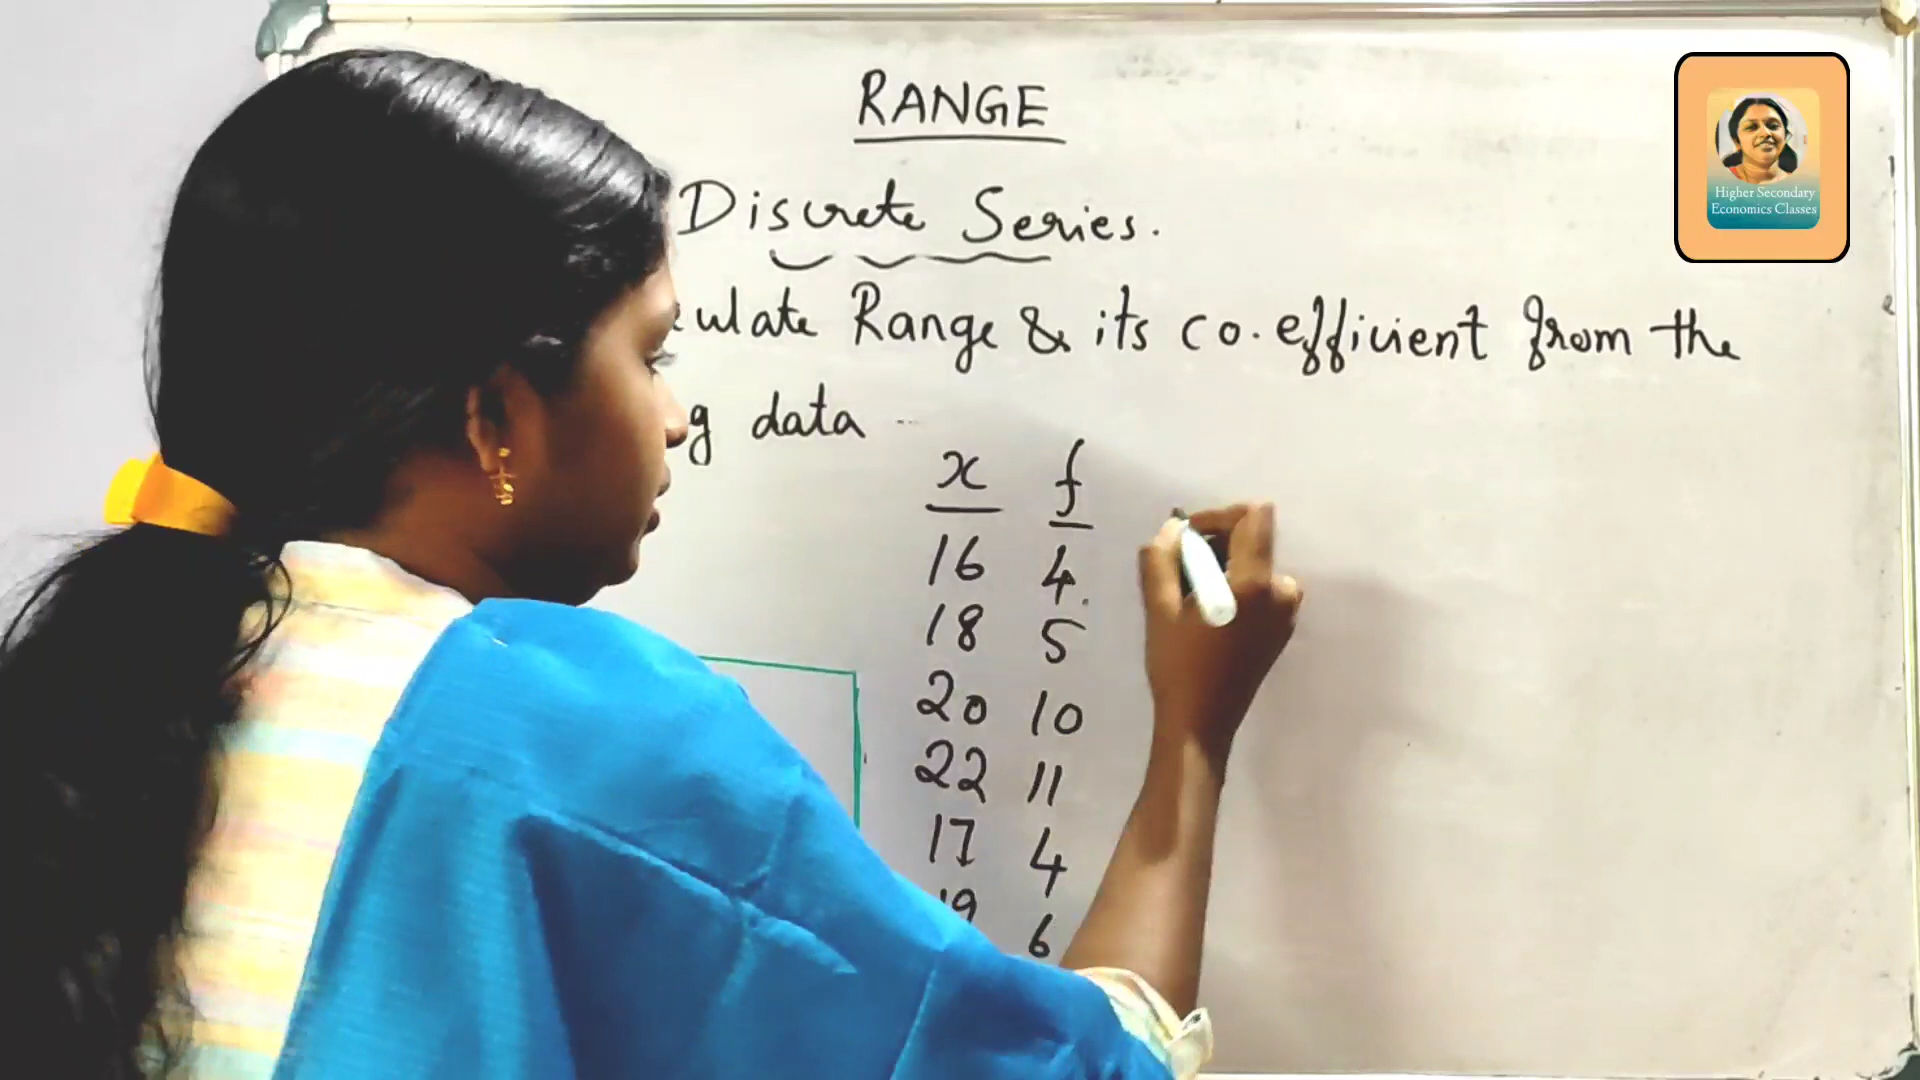 RANGE
Discrete Series.
ulate Range & its co.efficient from the
g data
x f
16 4
18 5
20 10
22 11
17 4
19 6
Higher Secondary
Economics Classes